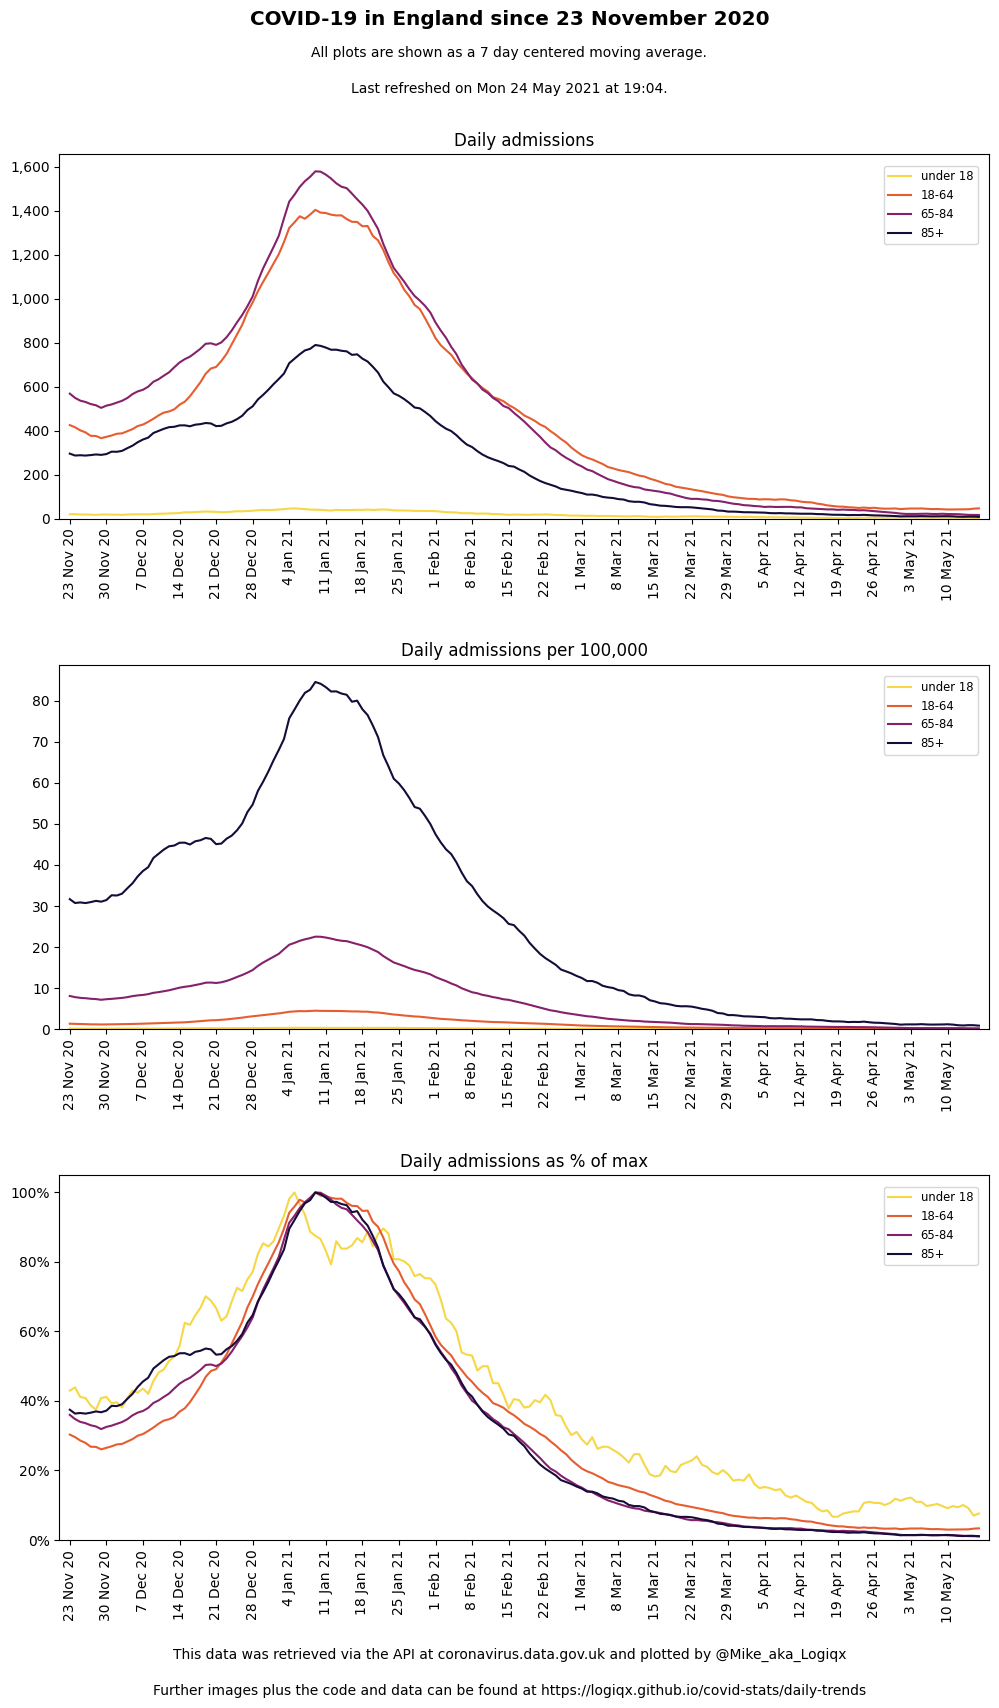 COVID-19 in England since 23 November 2020
All plots are shown as a 7 day centered moving average.
Last refreshed on Mon 24 May 2021 at 19:04.
Daily admissions
1,600
1,400
1,200
1,000
800
600
400
200
0
under 18
18-64
65-84
85+
23 Nov 20
30 Nov 20
7 Dec 20
14 Dec 20
21 Dec 20
28 Dec 20
4 Jan 21
11 Jan 21
18 Jan 21
25 Jan 21
1 Feb 21
8 Feb 21
15 Feb 21
22 Feb 21
1 Mar 21
8 Mar 21
15 Mar 21
22 Mar 21
29 Mar 21
5 Apr 21
12 Apr 21
19 Apr 21
26 Apr 21
3 May 21
10 May 21
Daily admissions per 100,000
80
70
60
50
40
30
20
10
0
under 18
18-64
65-84
85+
23 Nov 20
30 Nov 20
7 Dec 20
14 Dec 20
21 Dec 20
28 Dec 20
4 Jan 21
11 Jan 21
18 Jan 21
25 Jan 21
1 Feb 21
8 Feb 21
15 Feb 21
22 Feb 21
1 Mar 21
8 Mar 21
15 Mar 21
22 Mar 21
29 Mar 21
5 Apr 21
12 Apr 21
19 Apr 21
26 Apr 21
3 May 21
10 May 21
Daily admissions as % of max
100%
80%
60%
40%
20%
0%
under 18
18-64
65-84
85+
23 Nov 20
30 Nov 20
7 Dec 20
14 Dec 20
21 Dec 20
28 Dec 20
4 Jan 21
11 Jan 21
18 Jan 21
25 Jan 21
1 Feb 21
8 Feb 21
15 Feb 21
22 Feb 21
1 Mar 21
8 Mar 21
15 Mar 21
22 Mar 21
29 Mar 21
5 Apr 21
12 Apr 21
19 Apr 21
26 Apr 21
3 May 21
10 May 21
This data was retrieved via the API at coronavirus.data.gov.uk and plotted by @Mike_aka_Logiqx
Further images plus the code and data can be found at https://logiqx.github.io/covid-stats/daily-trends